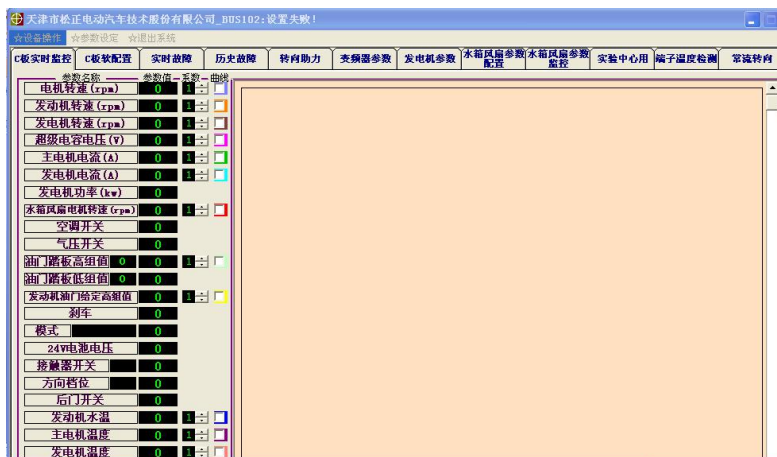 天津市松正电动汽车技术股份有限公司_BUS102:设置失败!
☆设备操作 ☆参数设定 ☆退出系统
C板实时监控 C板软配置 实时故障 历史故障 转向助力 变频器参数 发电机参数 水箱风扇参数配置 水箱风扇参数监控 实验中心用 端子温度检测 常流转向
参数名称 参数值 系数 曲线
电机转速(rpm) 0 1
发动机转速(rpm) 0 1
发电机转速(rpm) 0 1
超级电容电压(V) 0 1
主电机电流(A) 0 1
发电机电流(A) 0 1
发电机功率(kw) 0
水箱风扇电机转速(rpm) 0 1
空调开关 0
气压开关 0
油门踏板高组值 0 0 1
油门踏板低组值 0 0
发动机油门给定高组值 0 1
刹车 0
模式 0
24V电池电压 0
接触器开关 0
方向档位 0
后门开关 0
发动机水温 0 1
主电机温度 0 1
发电机温度 0 1